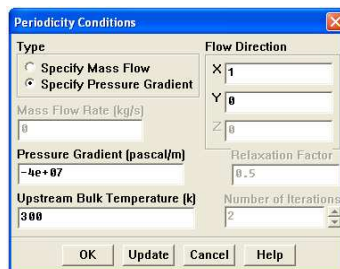 Periodicity Conditions
Type
Specify Mass Flow
Specify Pressure Gradient
Mass Flow Rate (kg/s)
0
Pressure Gradient (pascal/m)
-4e+07
Upstream Bulk Temperature (k)
300
Flow Direction
X 1
Y 0
Z 0
Relaxation Factor
0.5
Number of Iterations
2
OK Update Cancel Help